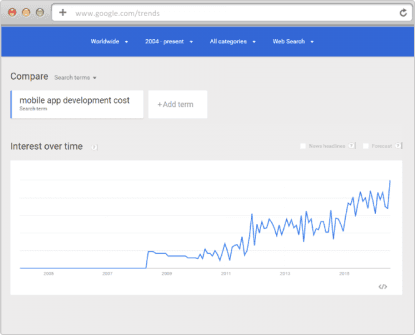 www.google.com/trends
Worldwide 2004 - present All categories Web Search
Compare Search terms
mobile app development cost
Search term
+Add term
Interest over time ?
News headlines ? Forecast ?
2005 2007 2009 2011 2013 2015
</>